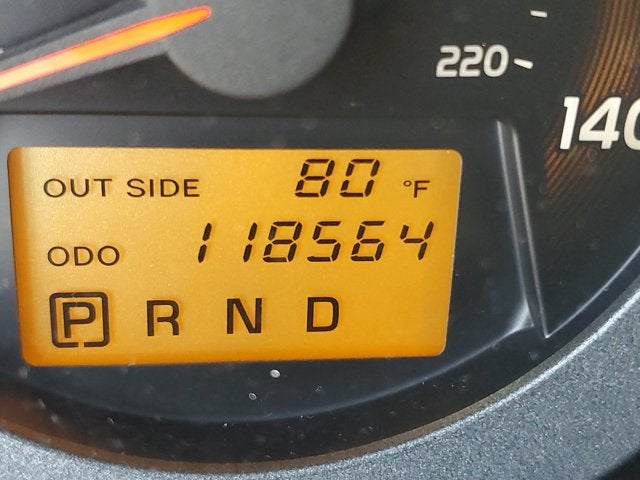 220
140
OUT SIDE 80 °F
ODO 118564
P R N D